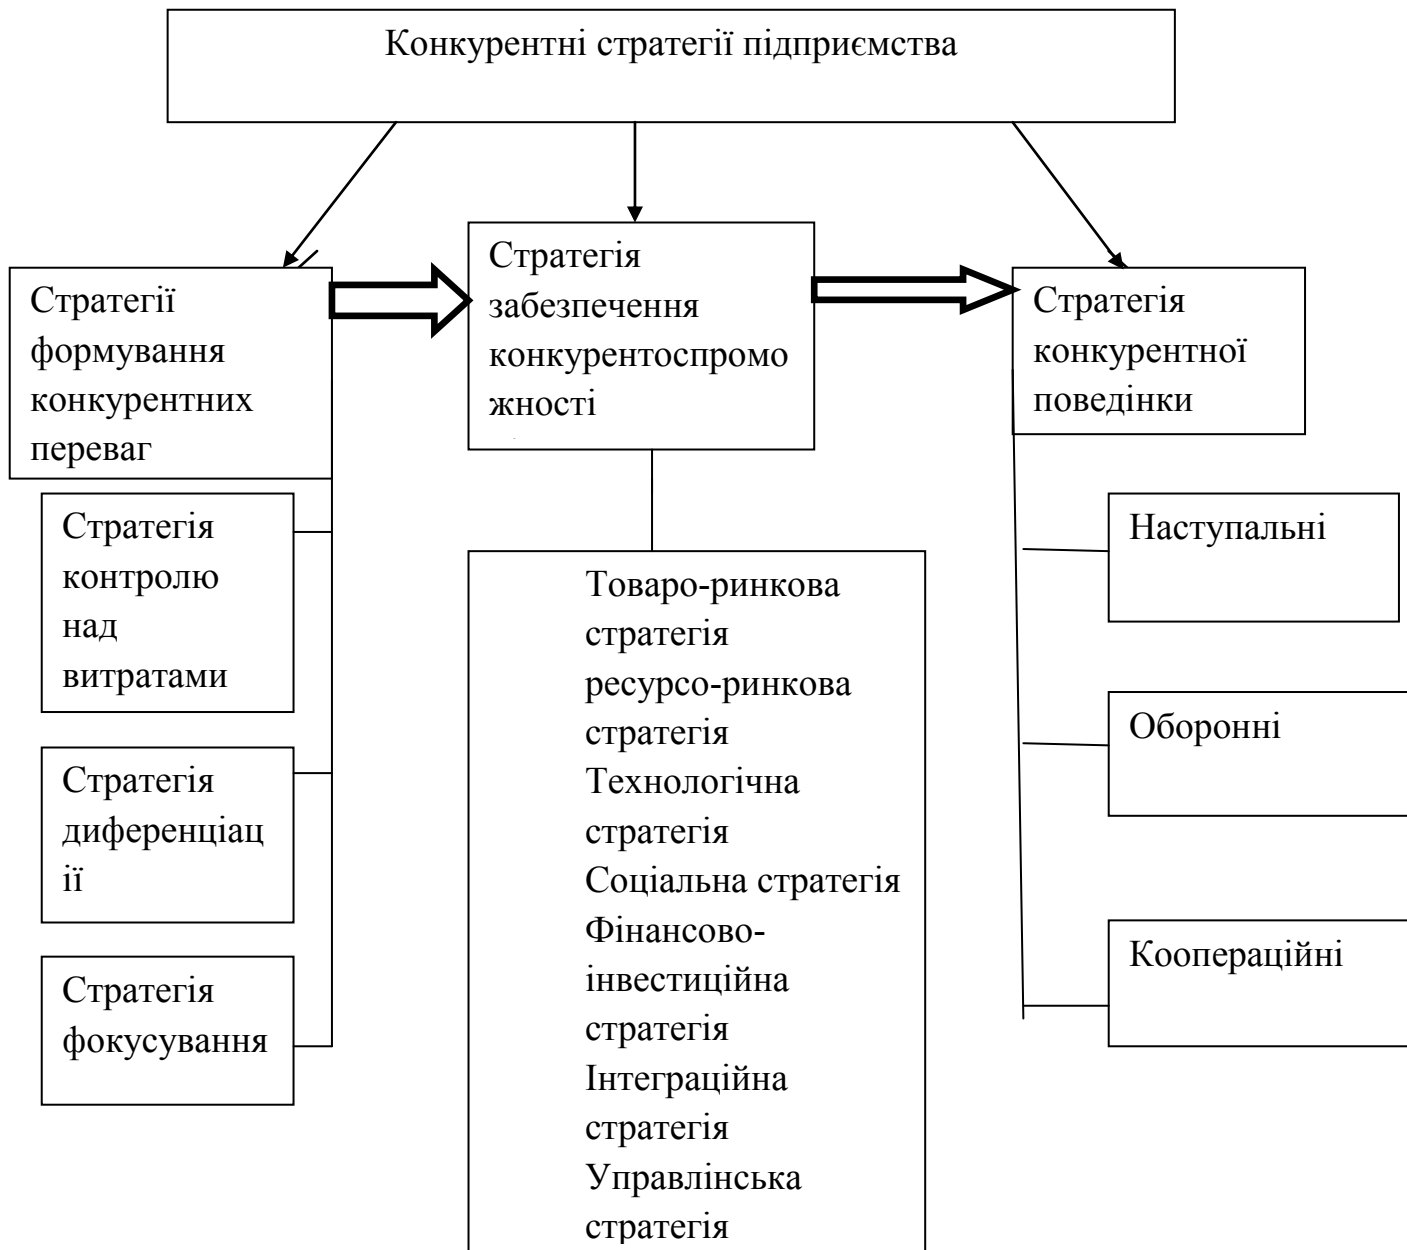 Конкурентні стратегії підприємства
Стратегії
формування
конкурентних
переваг
Стратегія
забезпечення
конкурентоспромо
жності
Стратегія
конкурентної
поведінки
Стратегія
контролю
над
витратами
Стратегія
диференціац
ії
Стратегія
фокусування
Товаро-ринкова
стратегія
ресурсо-ринкова
стратегія
Технологічна
стратегія
Соціальна стратегія
Фінансово-
інвестиційна
стратегія
Інтеграційна
стратегія
Управлінська
стратегія
Наступальні
Оборонні
Коопераційні